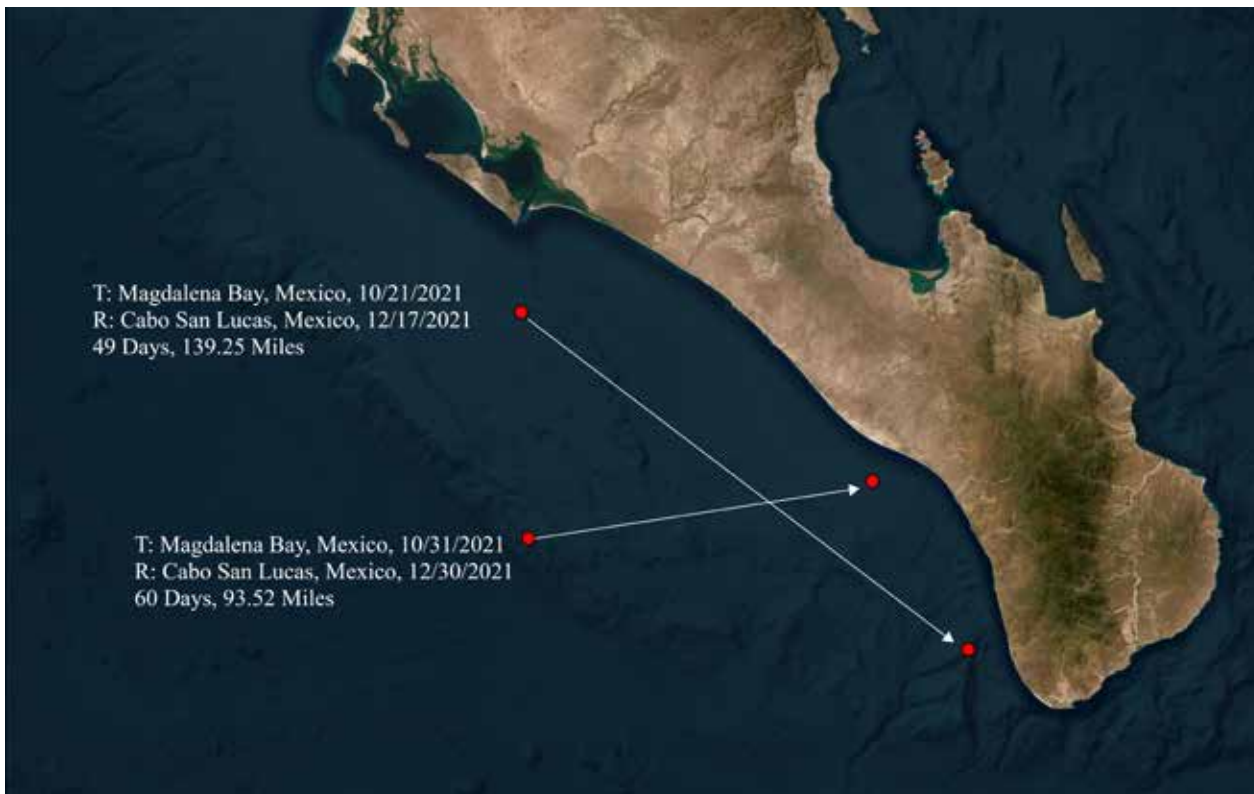 T: Magdalena Bay, Mexico, 10/21/2021
R: Cabo San Lucas, Mexico, 12/17/2021
49 Days, 139.25 Miles
T: Magdalena Bay, Mexico, 10/31/2021
R: Cabo San Lucas, Mexico, 12/30/2021
60 Days, 93.52 Miles